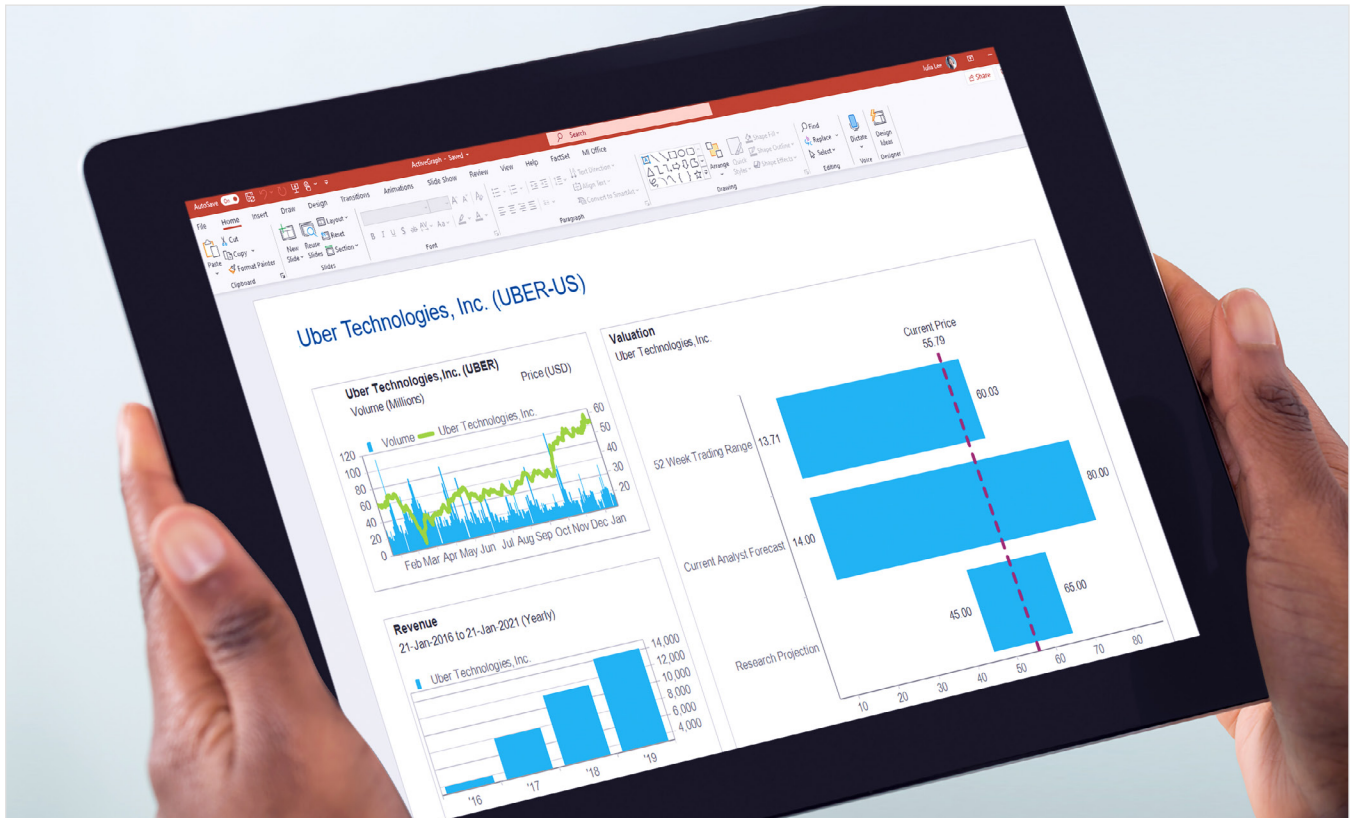 Iulia Lee
ActiveGraph - Saved
Search
AutoSave On
Share
File Home Insert Draw Design Transitions Animations Slide Show Review View Help FactSet MI Office
Paste
Cut
Copy
Format Painter
Clipboard
New Slide
Reuse Slides
Layout
Reset
Section
Slides
B I U S ab AV Aa A
Font
Text Direction
Align Text
Convert to SmartArt
Paragraph
Arrange
Quick Styles
Shape Fill
Shape Outline
Shape Effects
Drawing
Find
Replace
Select
Editing
Dictate
Voice
Design Ideas
Designer
Uber Technologies, Inc. (UBER-US)
Uber Technologies, Inc. (UBER)
Volume (Millions) Price (USD)
Volume Uber Technologies, Inc.
120
100
80
60
40
20
0
60
50
40
30
20
Feb Mar Apr May Jun Jul Aug Sep Oct Nov Dec Jan
Revenue
21-Jan-2016 to 21-Jan-2021 (Yearly)
Uber Technologies, Inc.
14,000
12,000
10,000
8,000
6,000
4,000
'16 '17 '18 '19
Valuation
Uber Technologies, Inc.
Current Price
55.79
52 Week Trading Range 13.71 60.03
Current Analyst Forecast 14.00 80.00
Research Projection 45.00 65.00
10 20 30 40 50 60 70 80